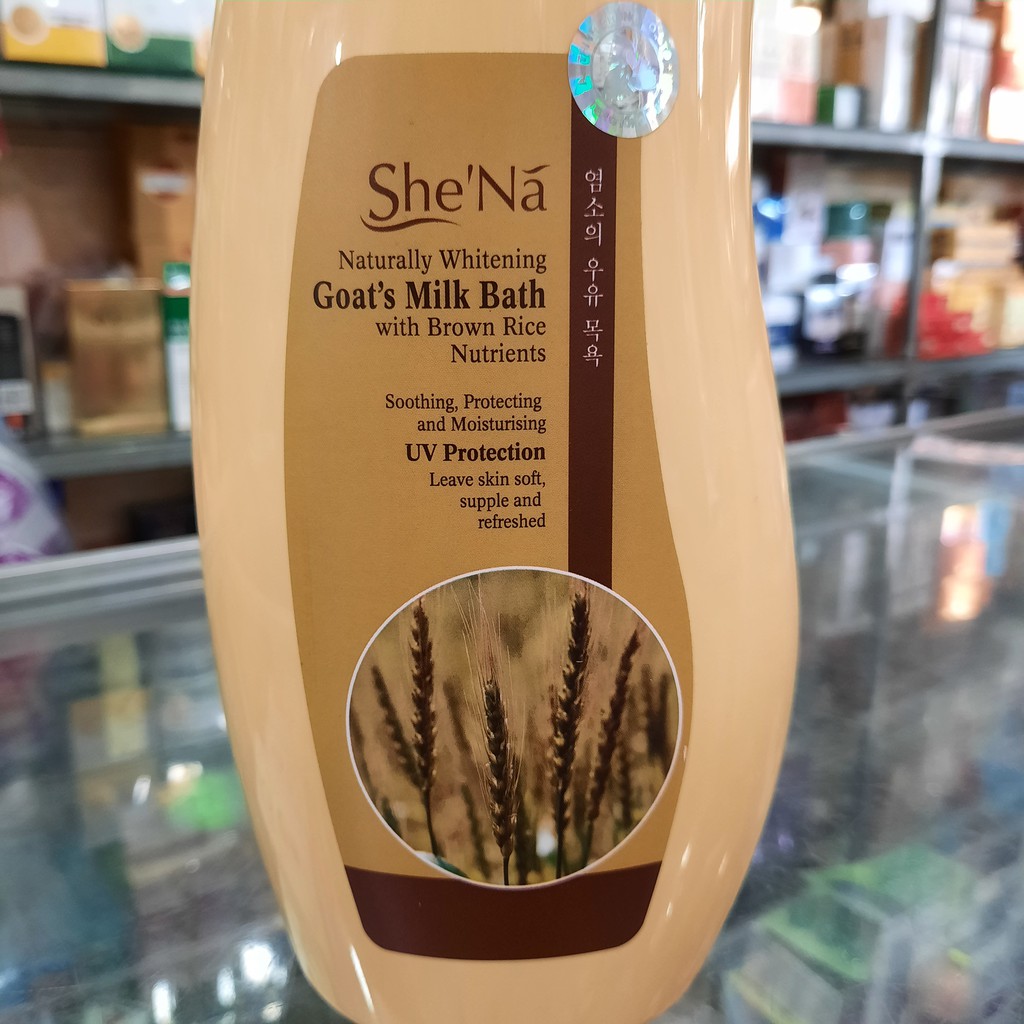 She'Ná
Naturally Whitening
Goat's Milk Bath
with Brown Rice
Nutrients
Soothing, Protecting
and Moisturising
UV Protection
Leave skin soft,
supple and
refreshed
염소의 우유 목욕